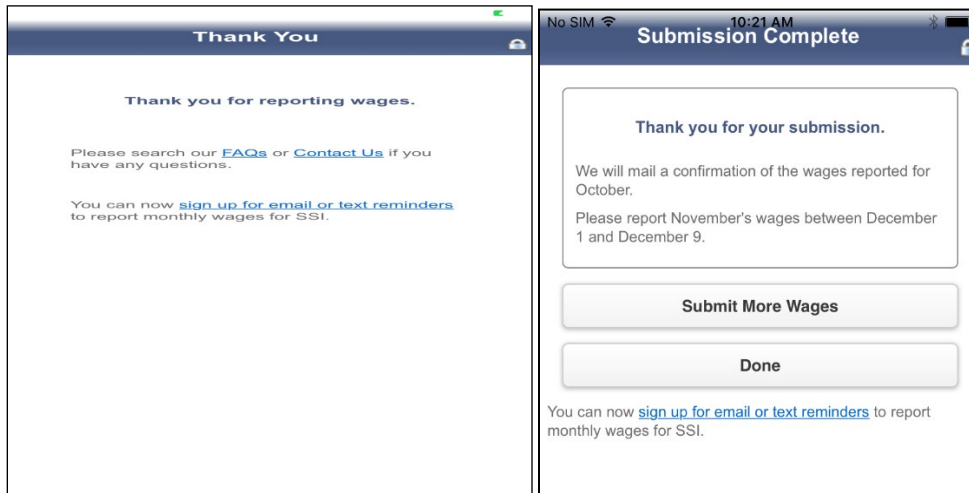 Thank You
Thank you for reporting wages.
Please search our FAQs or Contact Us if you
have any questions.
You can now sign up for email or text reminders
to report monthly wages for SSI.
No SIM 10:21 AM
Submission Complete
Thank you for your submission.
We will mail a confirmation of the wages reported for
October.
Please report November's wages between December
1 and December 9.
Submit More Wages
Done
You can now sign up for email or text reminders to report
monthly wages for SSI.